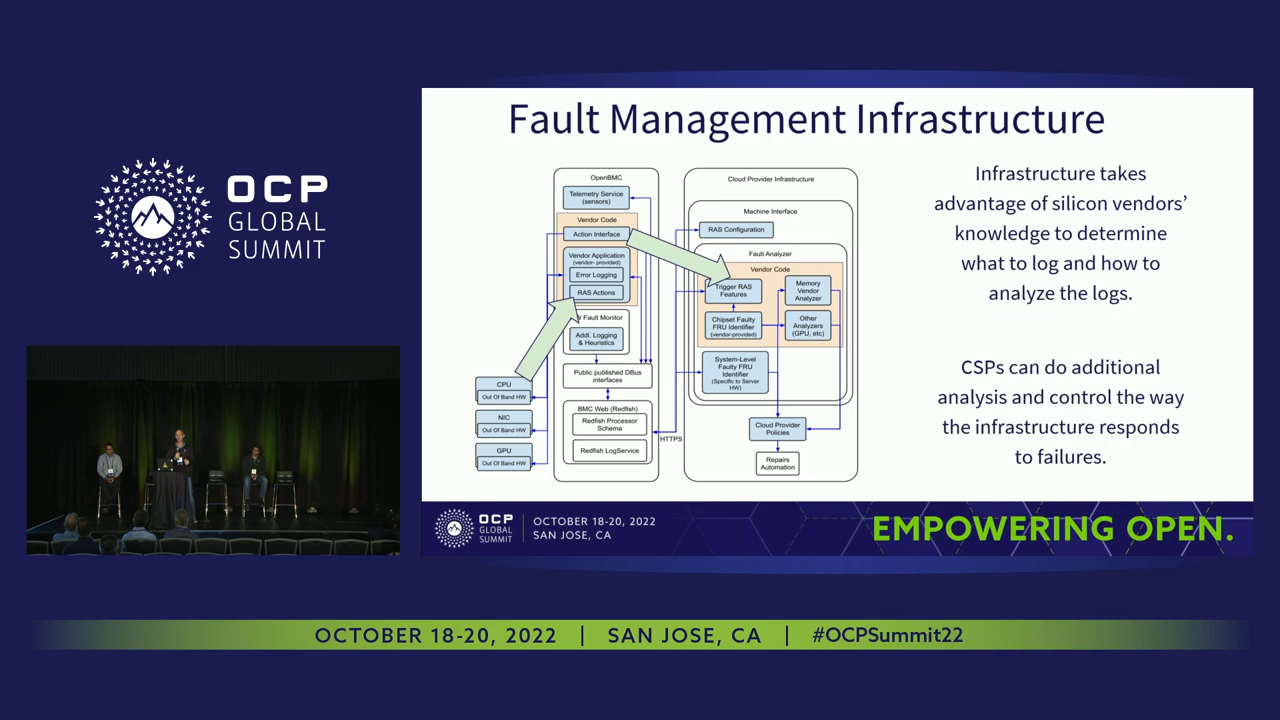 OCP
GLOBAL
SUMMIT
Fault Management Infrastructure
OpenBMC
Telemetry Service
(sensors)
Vendor Code
Action Interface
Vendor Application
(vendor- provided)
Error Logging
RAS Actions
Fault Monitor
Addl. Logging
& Heuristics
Public published DBus
interfaces
BMC Web (Redfish)
Redfish Processor
Schema
Redfish LogService
CPU
Out Of Band HW
NIC
Out Of Band HW
GPU
Out Of Band HW
HTTPS
Cloud Provider Infrastructure
Machine Interface
RAS Configuration
Fault Analyzer
Vendor Code
Trigger RAS
Features
Memory
Vendor
Analyzer
Chipset Faulty
FRU Identifier
(vendor-provided)
Other
Analyzers
(GPU, etc)
System-Level
Faulty FRU
Identifier
(Specific to Server
HW)
Cloud Provider
Policies
Repairs
Automation
Infrastructure takes
advantage of silicon vendors’
knowledge to determine
what to log and how to
analyze the logs.
CSPs can do additional
analysis and control the way
the infrastructure responds
to failures.
OCP
GLOBAL
SUMMIT
OCTOBER 18-20, 2022
SAN JOSE, CA
EMPOWERING OPEN.
OCTOBER 18-20, 2022 | SAN JOSE, CA | #OCPSummit22